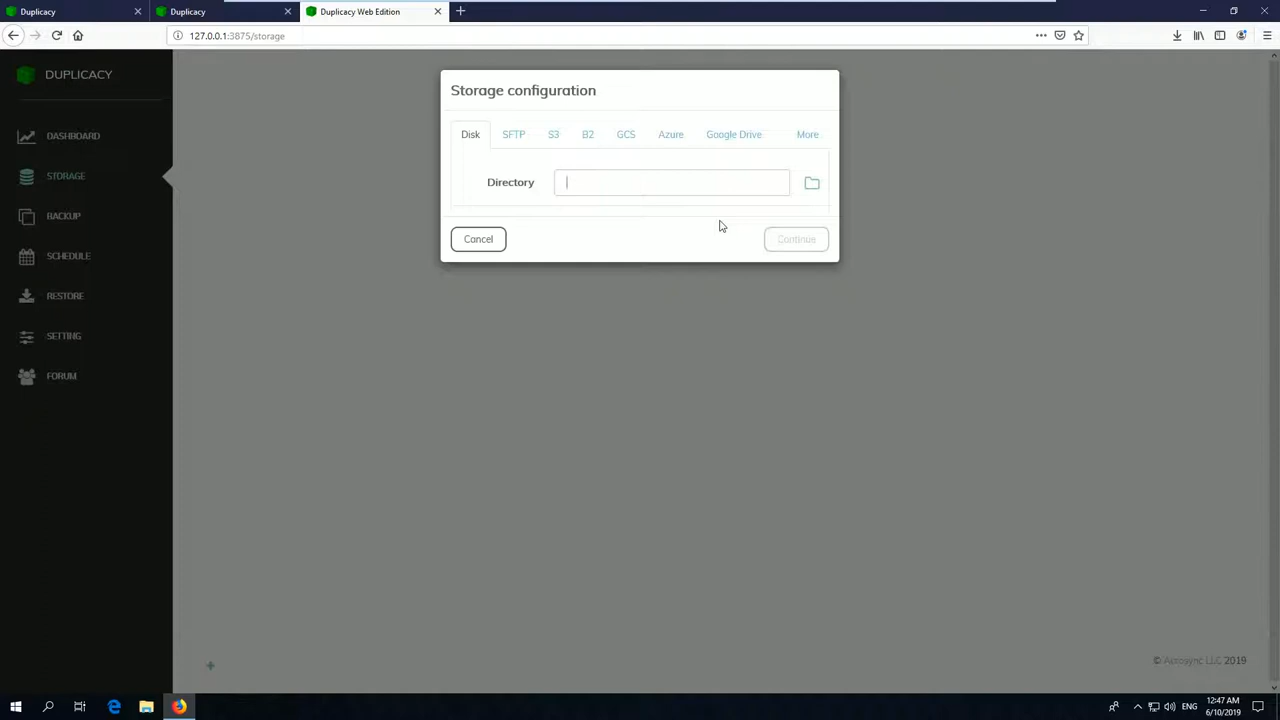 Duplicacy
Duplicacy
Duplicacy Web Edition
127.0.0.1:3875/storage
DUPLICACY
DASHBOARD
STORAGE
BACKUP
SCHEDULE
RESTORE
SETTING
FORUM
Storage configuration
Disk SFTP S3 B2 GCS Azure Google Drive More
Directory
Cancel Continue
© Acrosync LLC 2019
ENG
12:47 AM
6/10/2019